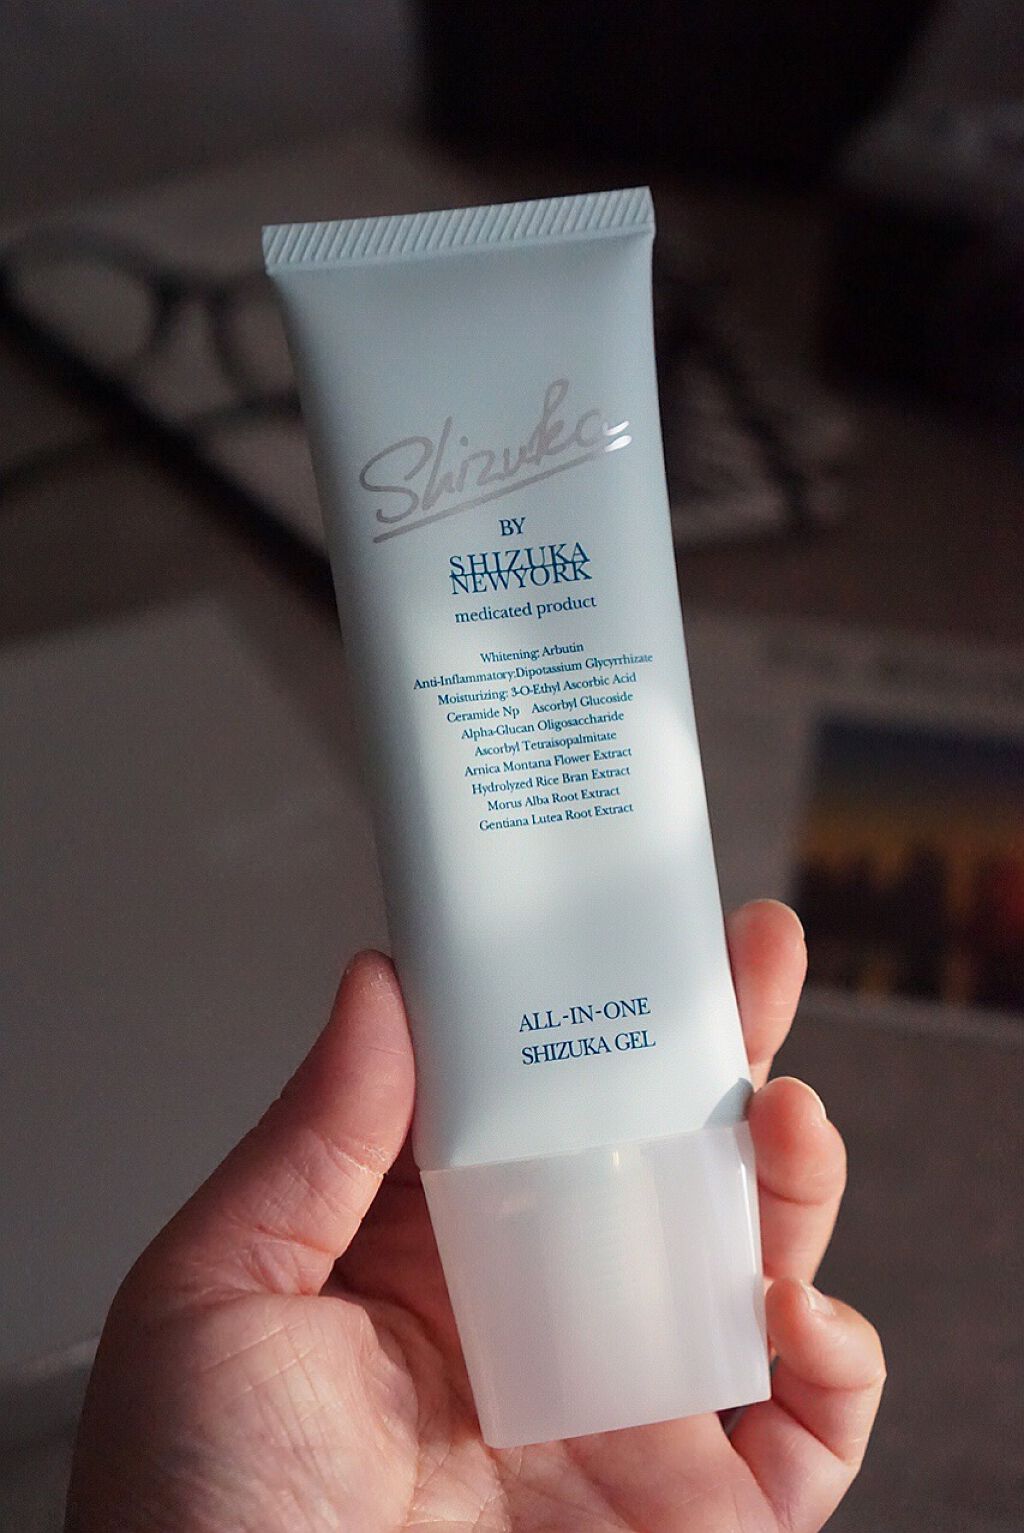 Shizuka
BY
SHIZUKA
NEWYORK
medicated product
Whitening: Arbutin
Anti-Inflammatory:Dipotassium Glycyrrhizate
Moisturizing: 3-O-Ethyl Ascorbic Acid
Ceramide Np Ascorbyl Glucoside
Alpha-Glucan Oligosaccharide
Ascorbyl Tetraisopalmitate
Arnica Montana Flower Extract
Hydrolyzed Rice Bran Extract
Morus Alba Root Extract
Gentiana Lutea Root Extract
ALL-IN-ONE
SHIZUKA GEL